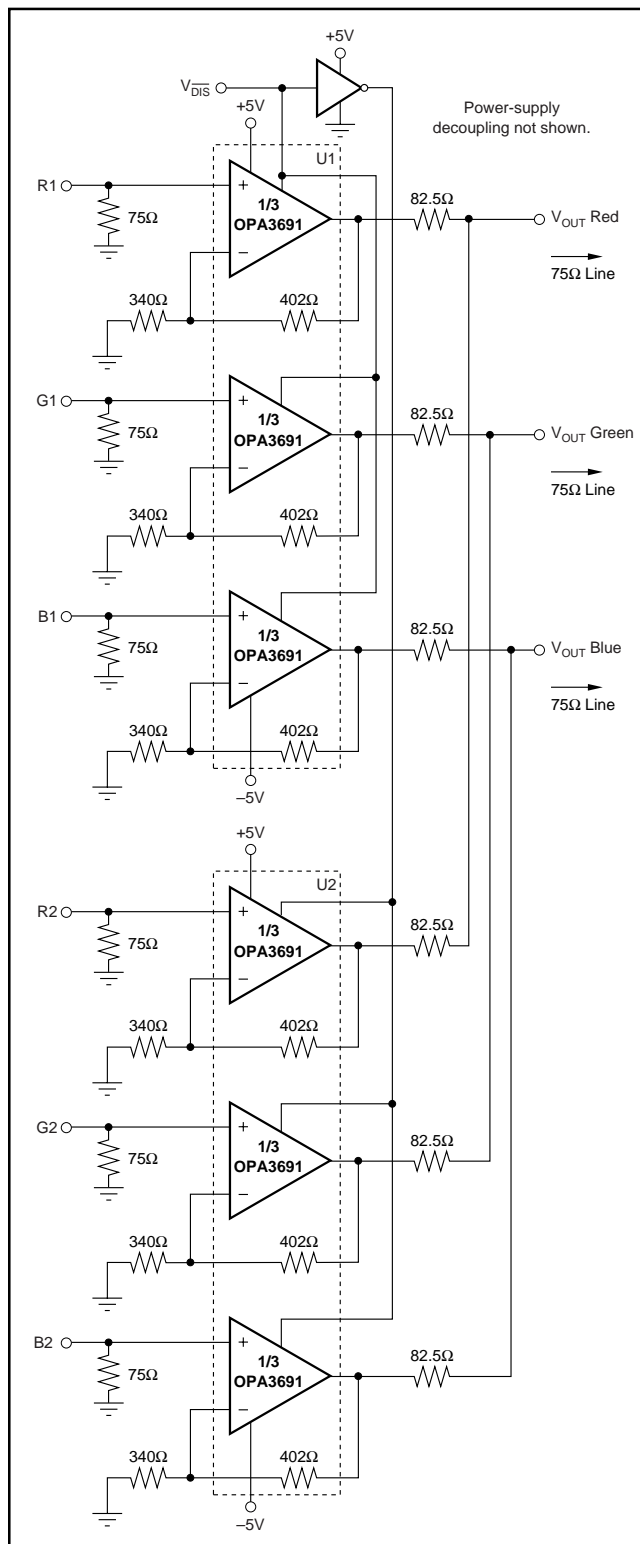 +5V
V_DIS
Power-supply
decoupling not shown.
+5V
U1
R1
+
1/3
OPA3691
−
75Ω
82.5Ω
V_OUT Red
75Ω Line
340Ω
402Ω
G1
+
1/3
OPA3691
−
75Ω
82.5Ω
V_OUT Green
75Ω Line
340Ω
402Ω
B1
+
1/3
OPA3691
−
75Ω
82.5Ω
V_OUT Blue
75Ω Line
340Ω
402Ω
–5V
+5V
U2
R2
+
1/3
OPA3691
−
75Ω
82.5Ω
340Ω
402Ω
G2
+
1/3
OPA3691
−
75Ω
82.5Ω
340Ω
402Ω
B2
+
1/3
OPA3691
−
75Ω
82.5Ω
340Ω
402Ω
–5V